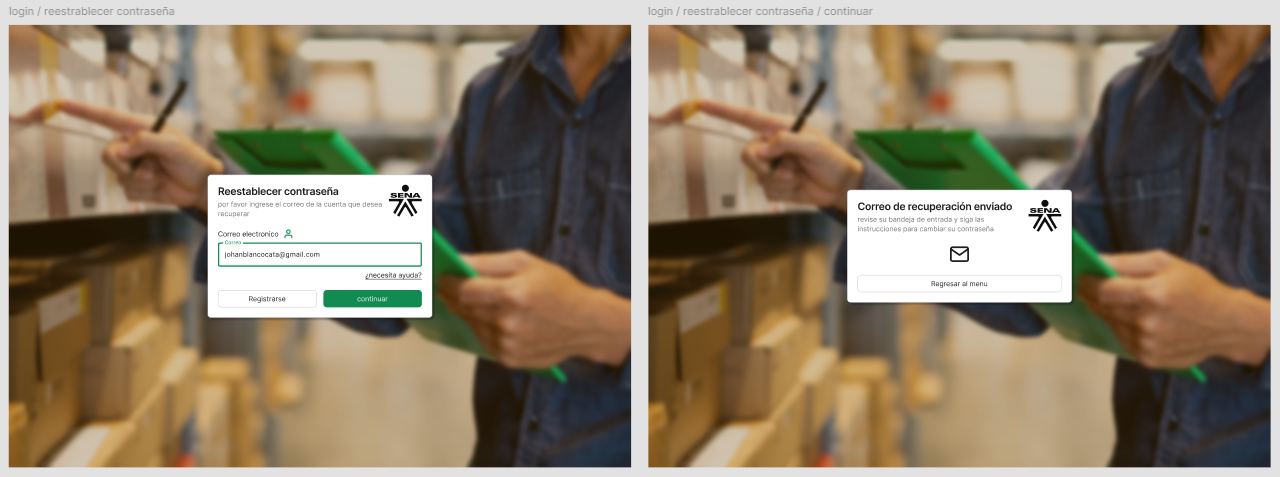 login / reestablecer contraseña
Reestablecer contraseña
por favor ingrese el correo de la cuenta que desea
recuperar
SENA
Correo electronico
Correo
johanblancocata@gmail.com
¿necesita ayuda?
Registrarse
continuar
login / reestrablecer contraseña / continuar
Correo de recuperación enviado
revise su bandeja de entrada y siga las
instrucciones para cambiar su contraseña
SENA
Regresar al menu